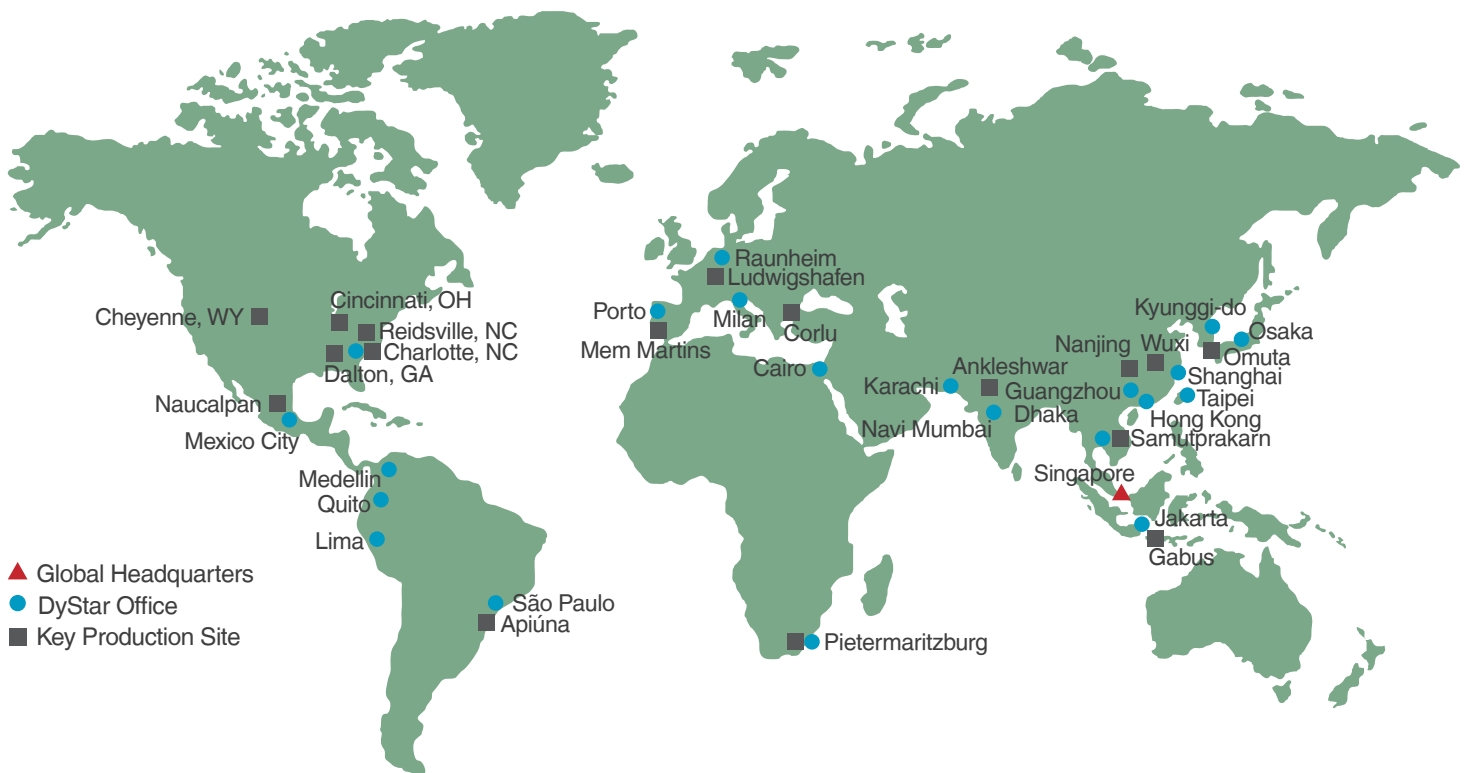 Cheyenne, WY
Cincinnati, OH
Reidsville, NC
Charlotte, NC
Dalton, GA
Naucalpan
Mexico City
Medellin
Quito
Lima
São Paulo
Apiúna
Raunheim
Ludwigshafen
Porto
Milan
Corlu
Mem Martins
Cairo
Pietermaritzburg
Karachi
Ankleshwar
Navi Mumbai
Dhaka
Kyunggi-do
Osaka
Nanjing
Wuxi
Omuta
Guangzhou
Shanghai
Taipei
Hong Kong
Samutprakarn
Singapore
Jakarta
Gabus
Global Headquarters
DyStar Office
Key Production Site